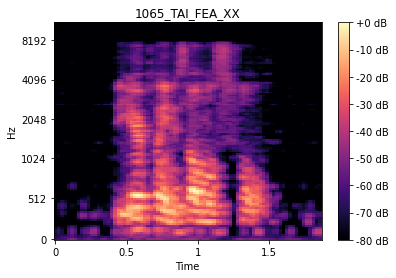 1065_TAI_FEA_XX
+0 dB
8192
-10 dB
4096
-20 dB
-30 dB
2048
-40 dB
Hz
1024
-50 dB
512
-60 dB
-70 dB
0
-80 dB
0
0.5
1
1.5
Time